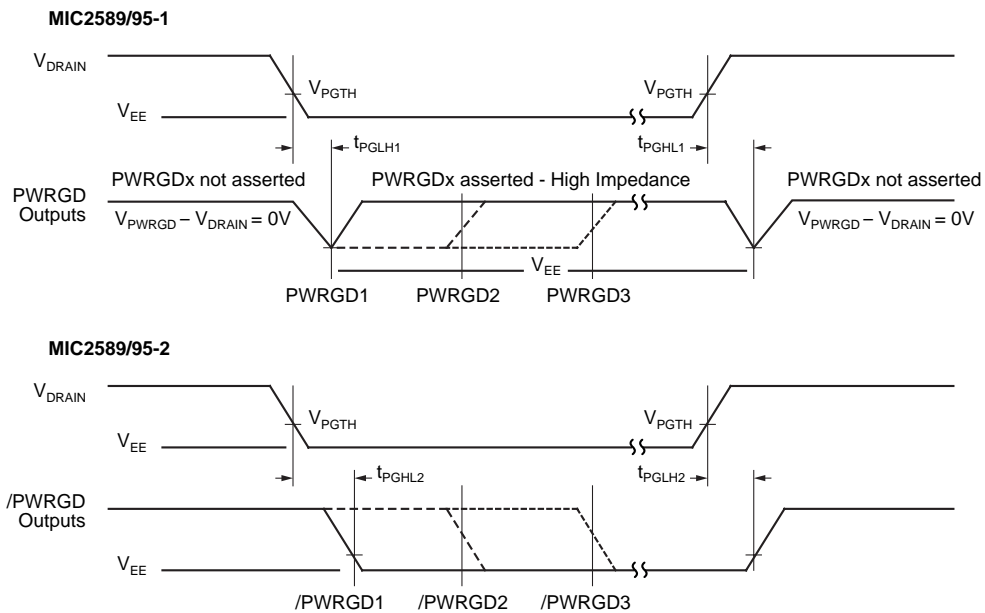 MIC2589/95-1
VDRAIN
VPGTH
VPGTH
VEE
tPGLH1
tPGHL1
PWRGDx not asserted
PWRGDx asserted - High Impedance
PWRGDx not asserted
PWRGD
Outputs
VPWRGD – VDRAIN = 0V
VPWRGD – VDRAIN = 0V
VEE
PWRGD1
PWRGD2
PWRGD3
MIC2589/95-2
VDRAIN
VPGTH
VPGTH
VEE
tPGHL2
tPGLH2
/PWRGD
Outputs
VEE
/PWRGD1
/PWRGD2
/PWRGD3